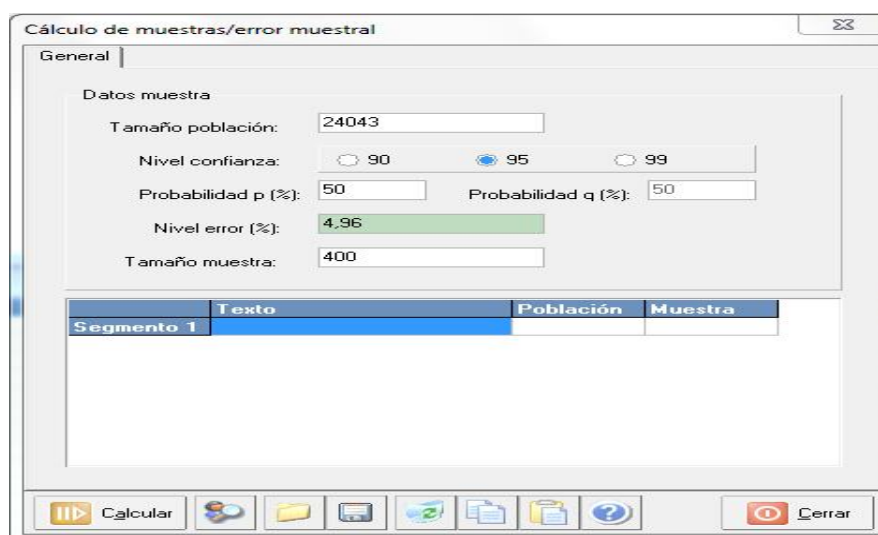 Cálculo de muestras/error muestral
General
Datos muestra
Tamaño población: 24043
Nivel confianza: 90 95 99
Probabilidad p (%): 50 Probabilidad q (%): 50
Nivel error (%): 4,96
Tamaño muestra: 400
Texto Población Muestra
Segmento 1
Calcular Cerrar